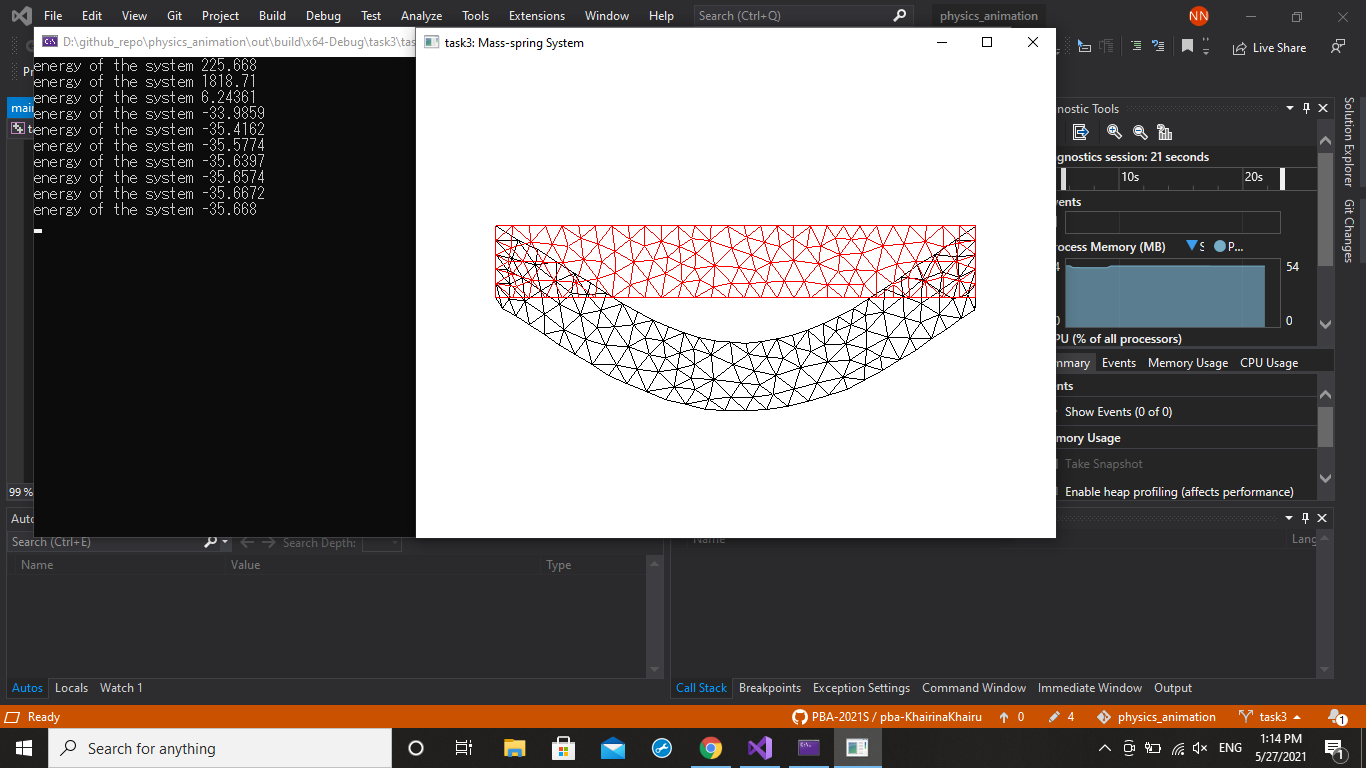 File Edit View Git Project Build Debug Test Analyze Tools Extensions Window Help Search (Ctrl+Q) physics_animation NN
D:\github_repo\physics_animation\out\build\x64-Debug\task3\tas
task3: Mass-spring System
Live Share
energy of the system 225.668
energy of the system 1818.71
energy of the system 6.24361
energy of the system -33.9859
energy of the system -35.4162
energy of the system -35.5774
energy of the system -35.6397
energy of the system -35.6574
energy of the system -35.6672
energy of the system -35.668
nostic Tools
gnostics session: 21 seconds
10s 20s
vents
rocess Memory (MB) S P...
54
0
PU (% of all processors)
mmary Events Memory Usage CPU Usage
nts
Show Events (0 of 0)
mory Usage
Take Snapshot
Enable heap profiling (affects performance)
Solution Explorer
Git Changes
99 %
Search (Ctrl+E) Search Depth:
Name Value Type
Name Lang
Autos Locals Watch 1
Call Stack Breakpoints Exception Settings Command Window Immediate Window Output
Ready PBA-2021S / pba-KhairinaKhairu 0 4 physics_animation task3 1
Search for anything
ENG
1:14 PM
5/27/2021
1